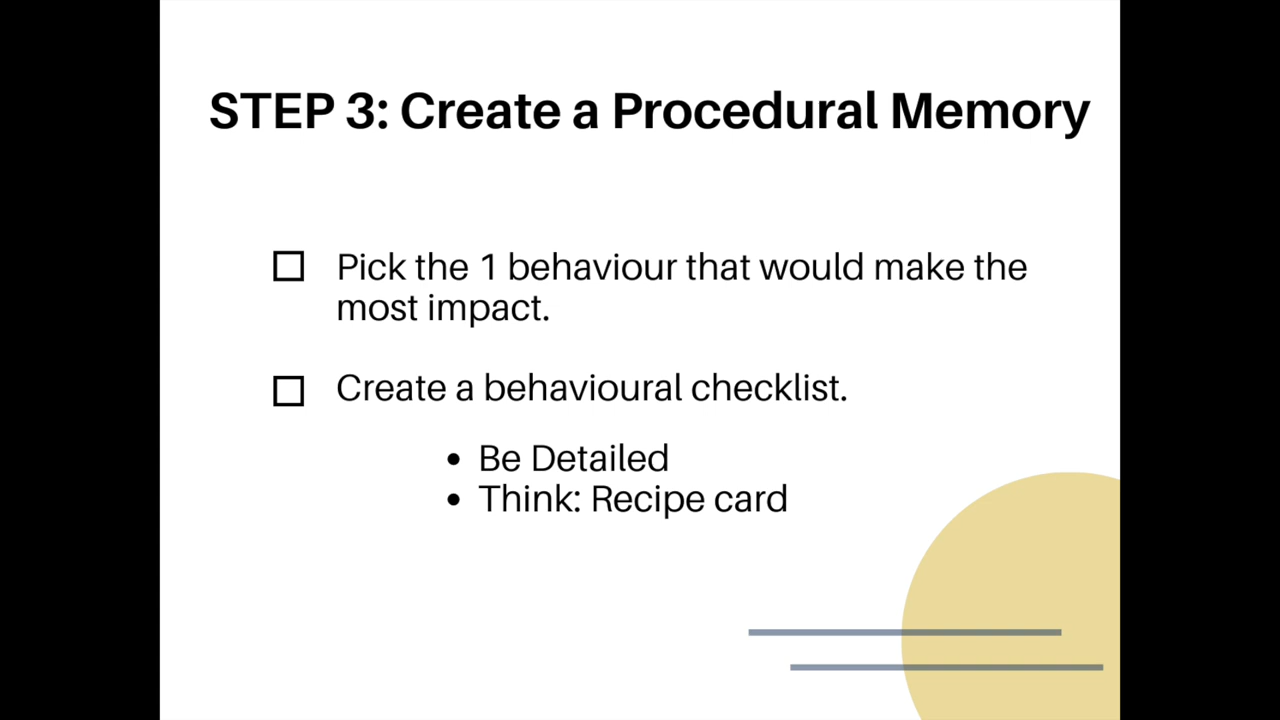 STEP 3: Create a Procedural Memory
Pick the 1 behaviour that would make the
most impact.
Create a behavioural checklist.
• Be Detailed
• Think: Recipe card